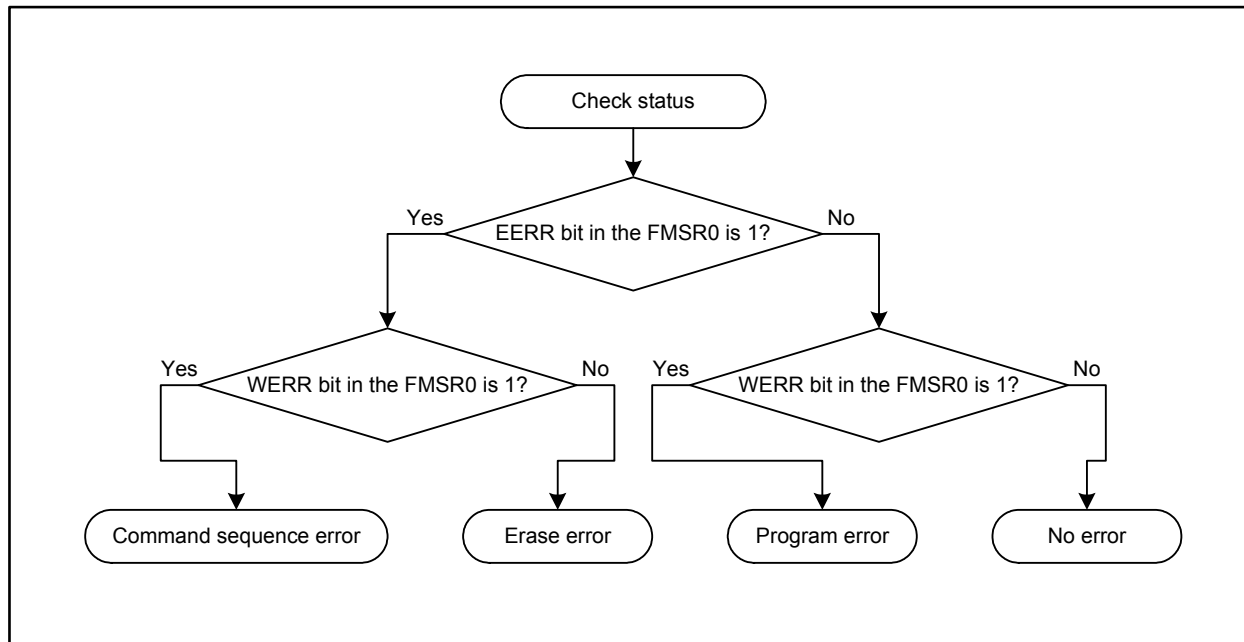 Check status
Yes
No
EERR bit in the FMSR0 is 1?
Yes
No
Yes
No
WERR bit in the FMSR0 is 1?
WERR bit in the FMSR0 is 1?
Command sequence error
Erase error
Program error
No error